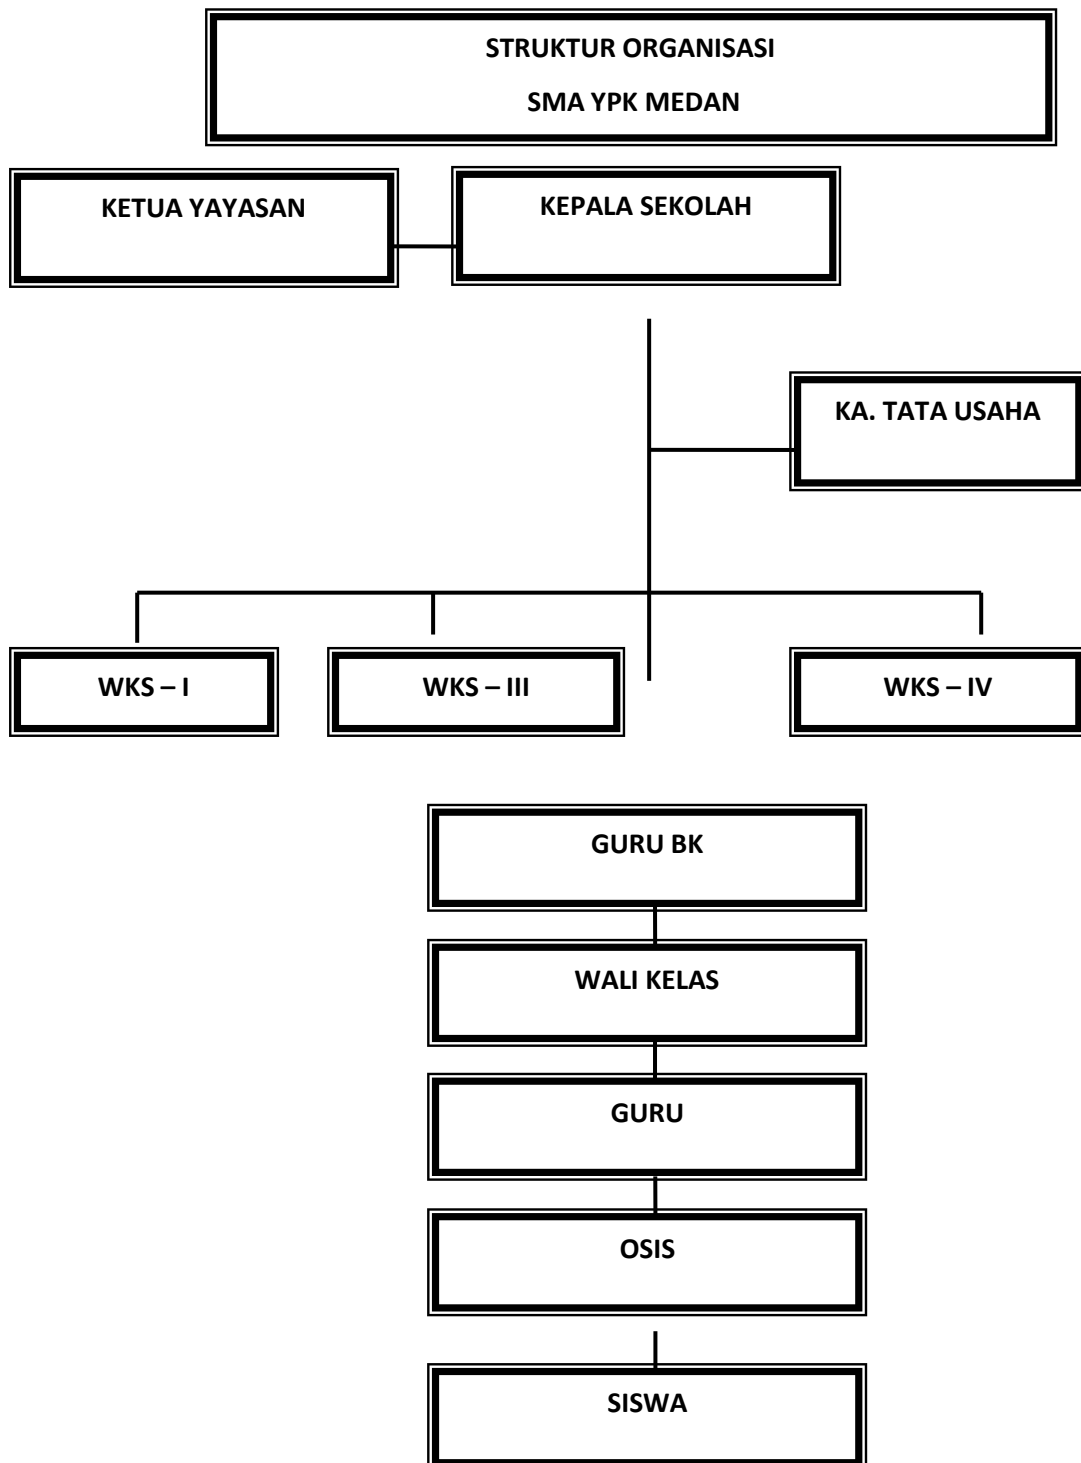 STRUKTUR ORGANISASI
SMA YPK MEDAN
KETUA YAYASAN
KEPALA SEKOLAH
KA. TATA USAHA
WKS – I
WKS – III
WKS – IV
GURU BK
WALI KELAS
GURU
OSIS
SISWA